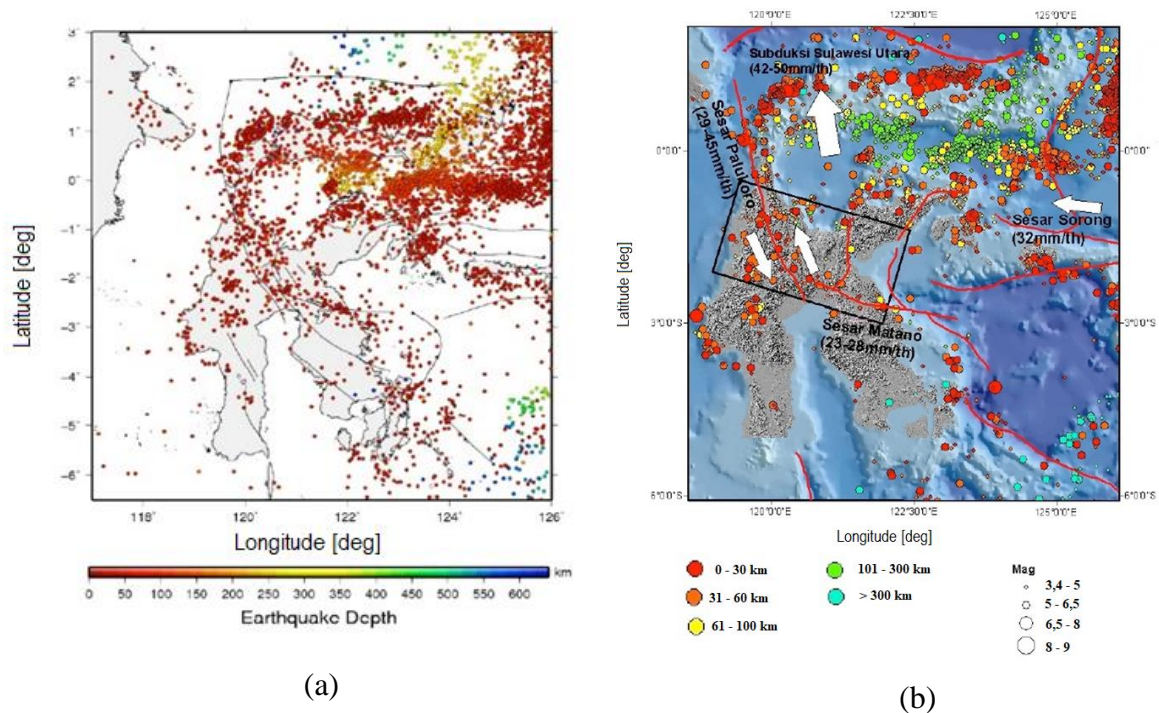 3°
2°
1°
0°
−1°
−2°
−3°
−4°
−5°
−6°
Latitude [deg]
118°
120°
122°
124°
126°
Longitude [deg]
km
0 50 100 150 200 250 300 350 400 450 500 550 600
Earthquake Depth
(a)
120°0'0"E
122°30'0"E
125°0'0"E
Subduksi Sulawesi Utara
(42-50mm/th)
Sesar Palukoro
(29-45mm/th)
0°00'
-0°00'
Sesar Sorong
(32mm/th)
Latitude [deg]
3°0'0"S
-3°0'0"S
Sesar Matano
(23-28mm/th)
6°0'0"S
-6°0'0"S
120°0'0"E
122°30'0"E
125°0'0"E
Longitude [deg]
0 - 30 km
31 - 60 km
61 - 100 km
101 - 300 km
> 300 km
Mag
3,4 - 5
5 - 6,5
6,5 - 8
8 - 9
(b)